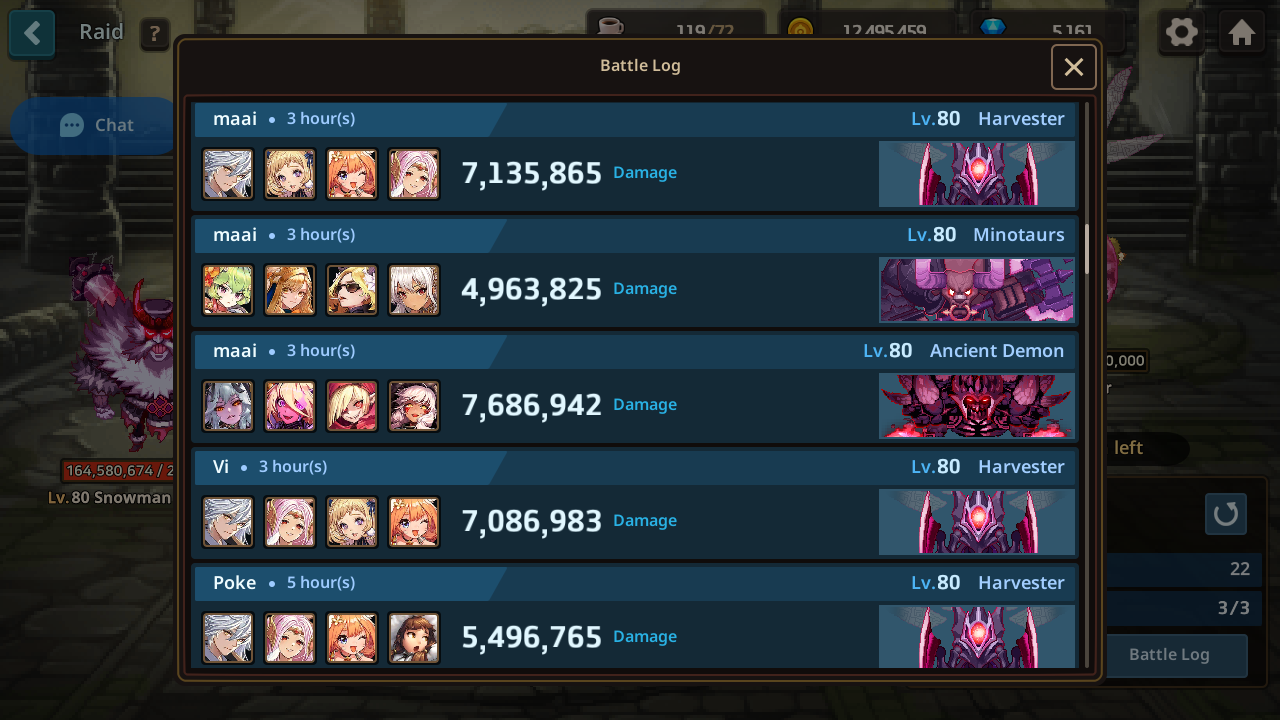 Raid ? 119/72 12,495,459 5,161
Battle Log
Chat
maai • 3 hour(s) Lv.80 Harvester
7,135,865 Damage
maai • 3 hour(s) Lv.80 Minotaurs
4,963,825 Damage
maai • 3 hour(s) Lv.80 Ancient Demon
7,686,942 Damage
Vi • 3 hour(s) Lv.80 Harvester
7,086,983 Damage
Poke • 5 hour(s) Lv.80 Harvester
5,496,765 Damage
164,580,674 / 2
Lv.80 Snowman
0,000
r
left
22
3/3
Battle Log